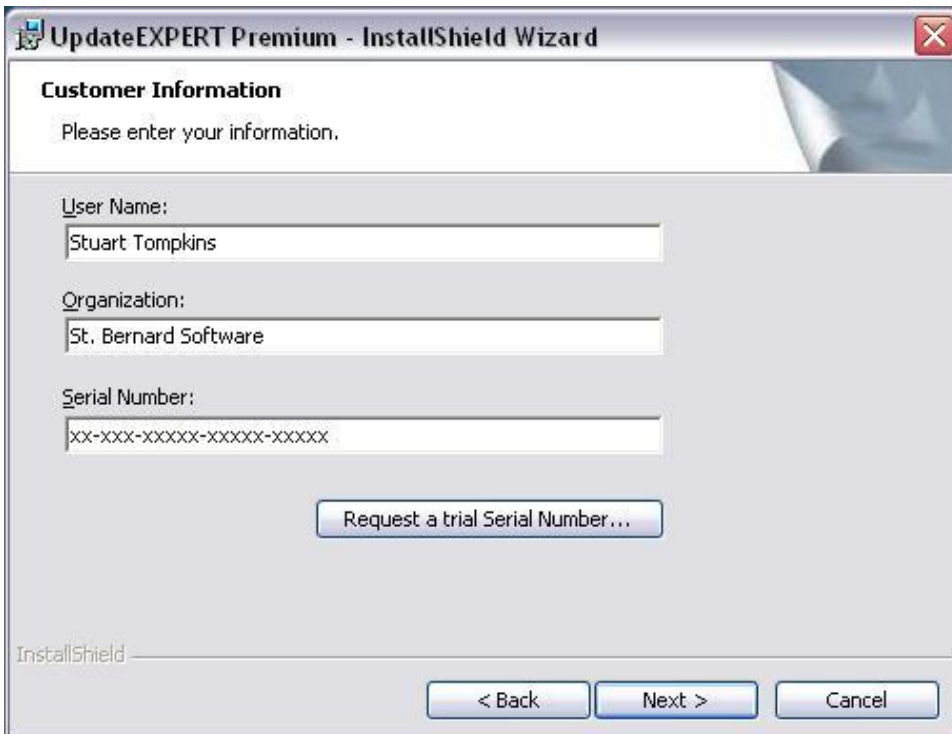 UpdateEXPERT Premium - InstallShield Wizard
Customer Information
Please enter your information.
User Name:
Stuart Tompkins
Organization:
St. Bernard Software
Serial Number:
xx-xxx-xxxxx-xxxxx-xxxxx
Request a trial Serial Number...
InstallShield
< Back Next > Cancel